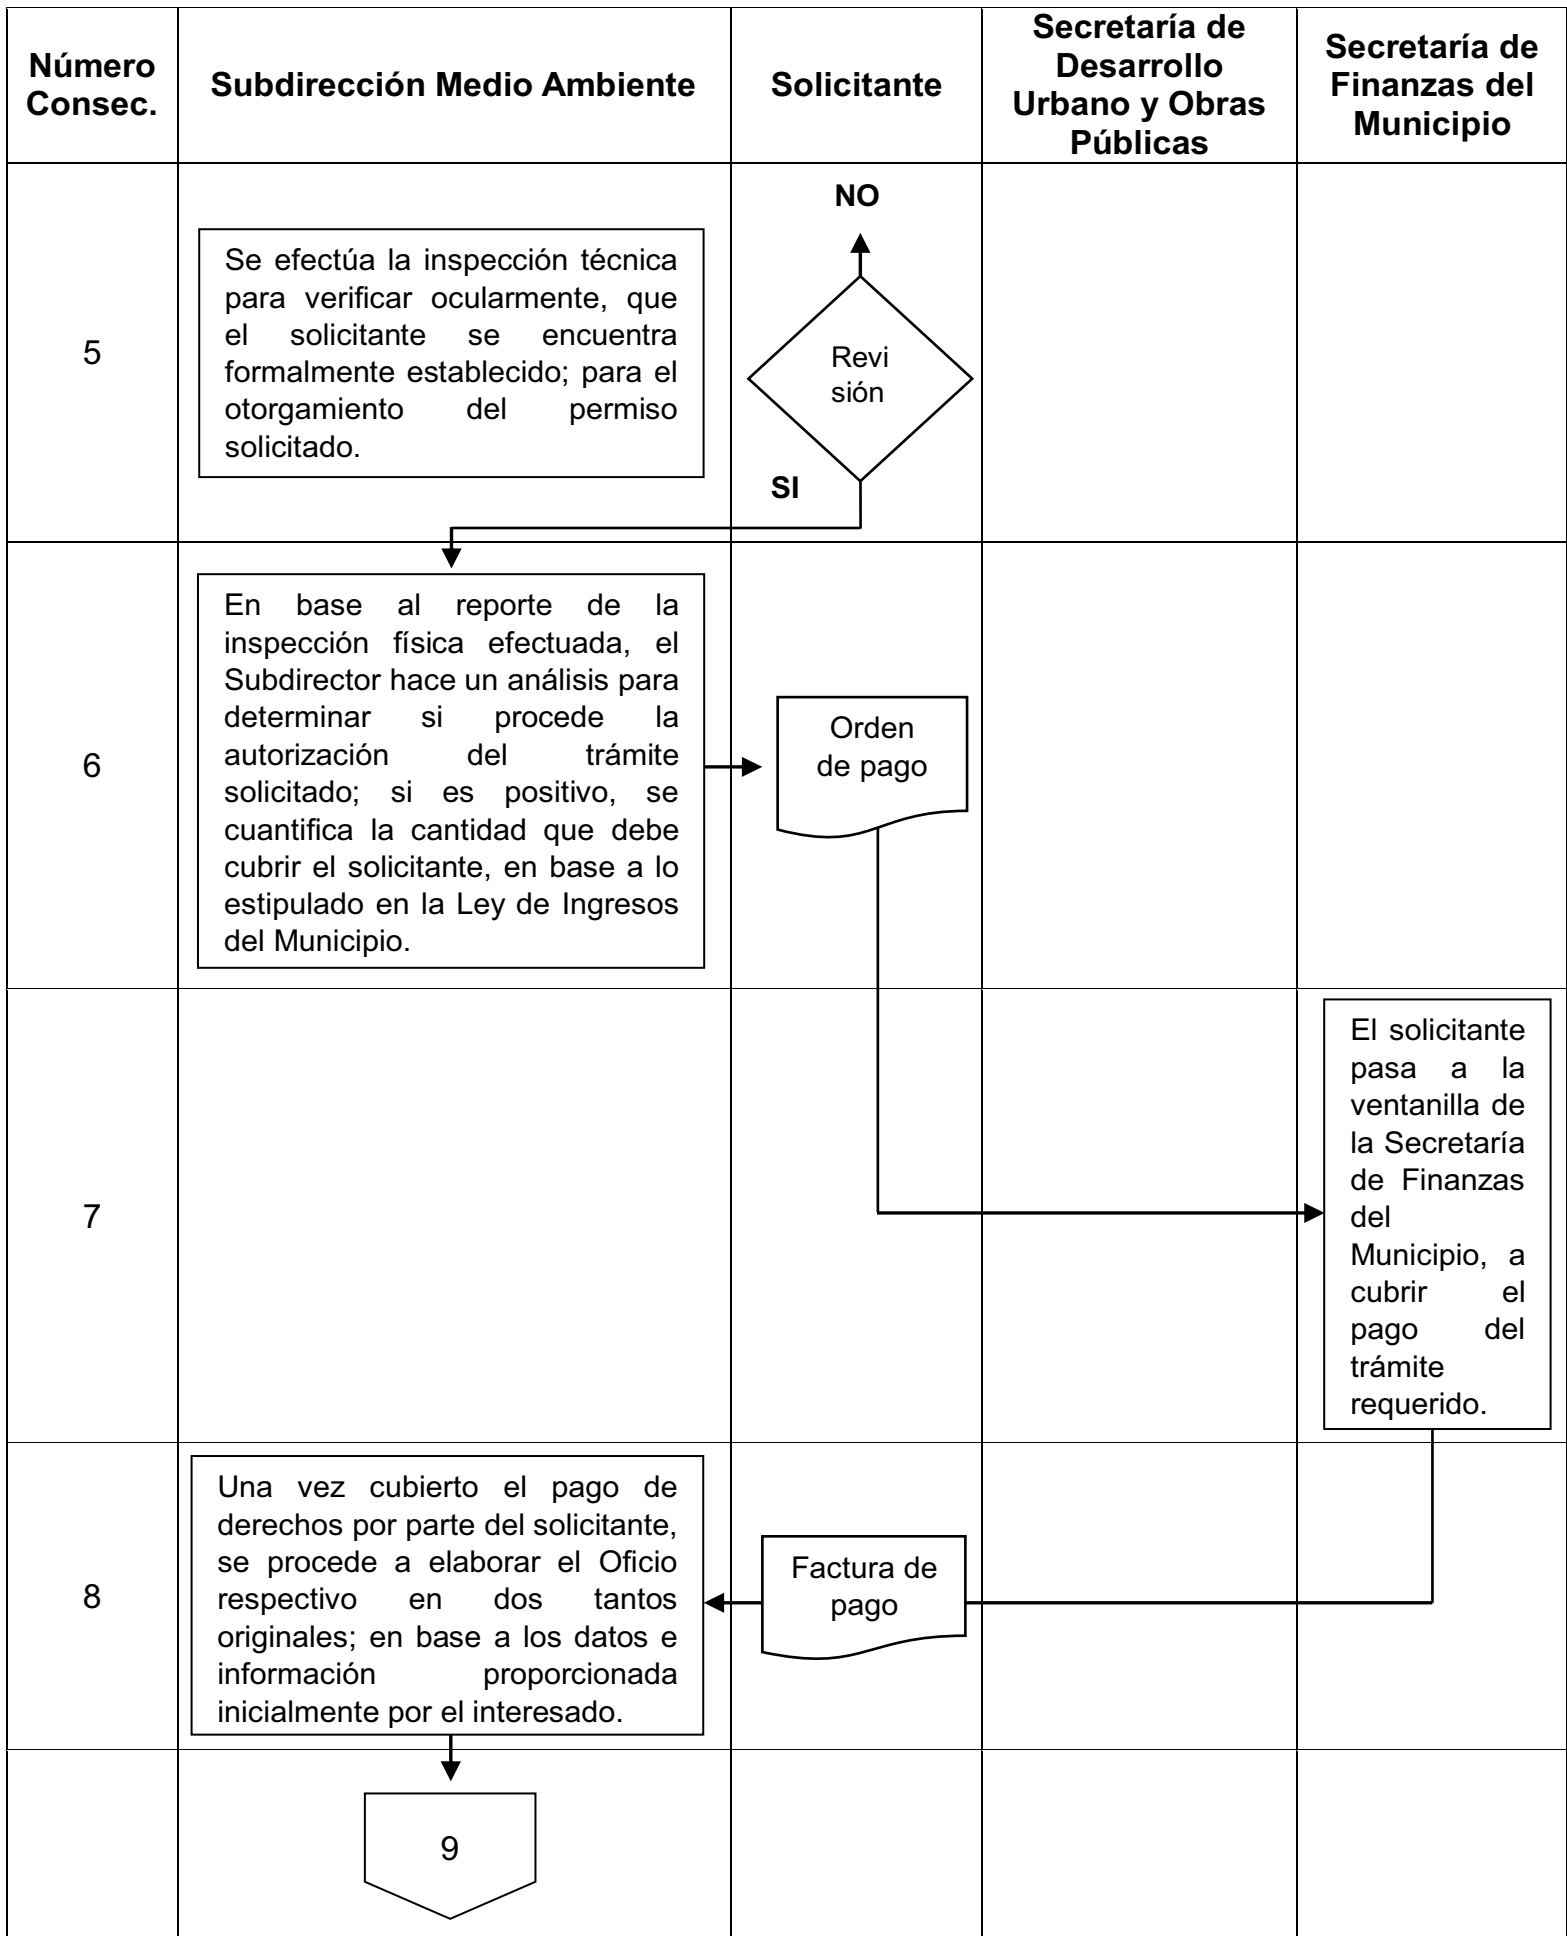 Número
Consec.
Subdirección Medio Ambiente
Solicitante
Secretaría de
Desarrollo
Urbano y Obras
Públicas
Secretaría de
Finanzas del
Municipio
5
Se efectúa la inspección técnica
para verificar ocularmente, que
el solicitante se encuentra
formalmente establecido; para el
otorgamiento del permiso
solicitado.
NO
Revi
sión
SI
6
En base al reporte de la
inspección física efectuada, el
Subdirector hace un análisis para
determinar si procede la
autorización del trámite
solicitado; si es positivo, se
cuantifica la cantidad que debe
cubrir el solicitante, en base a lo
estipulado en la Ley de Ingresos
del Municipio.
Orden
de pago
7
El solicitante
pasa a la
ventanilla de
la Secretaría
de Finanzas
del
Municipio, a
cubrir el
pago del
trámite
requerido.
8
Una vez cubierto el pago de
derechos por parte del solicitante,
se procede a elaborar el Oficio
respectivo en dos tantos
originales; en base a los datos e
información proporcionada
inicialmente por el interesado.
Factura de
pago
9